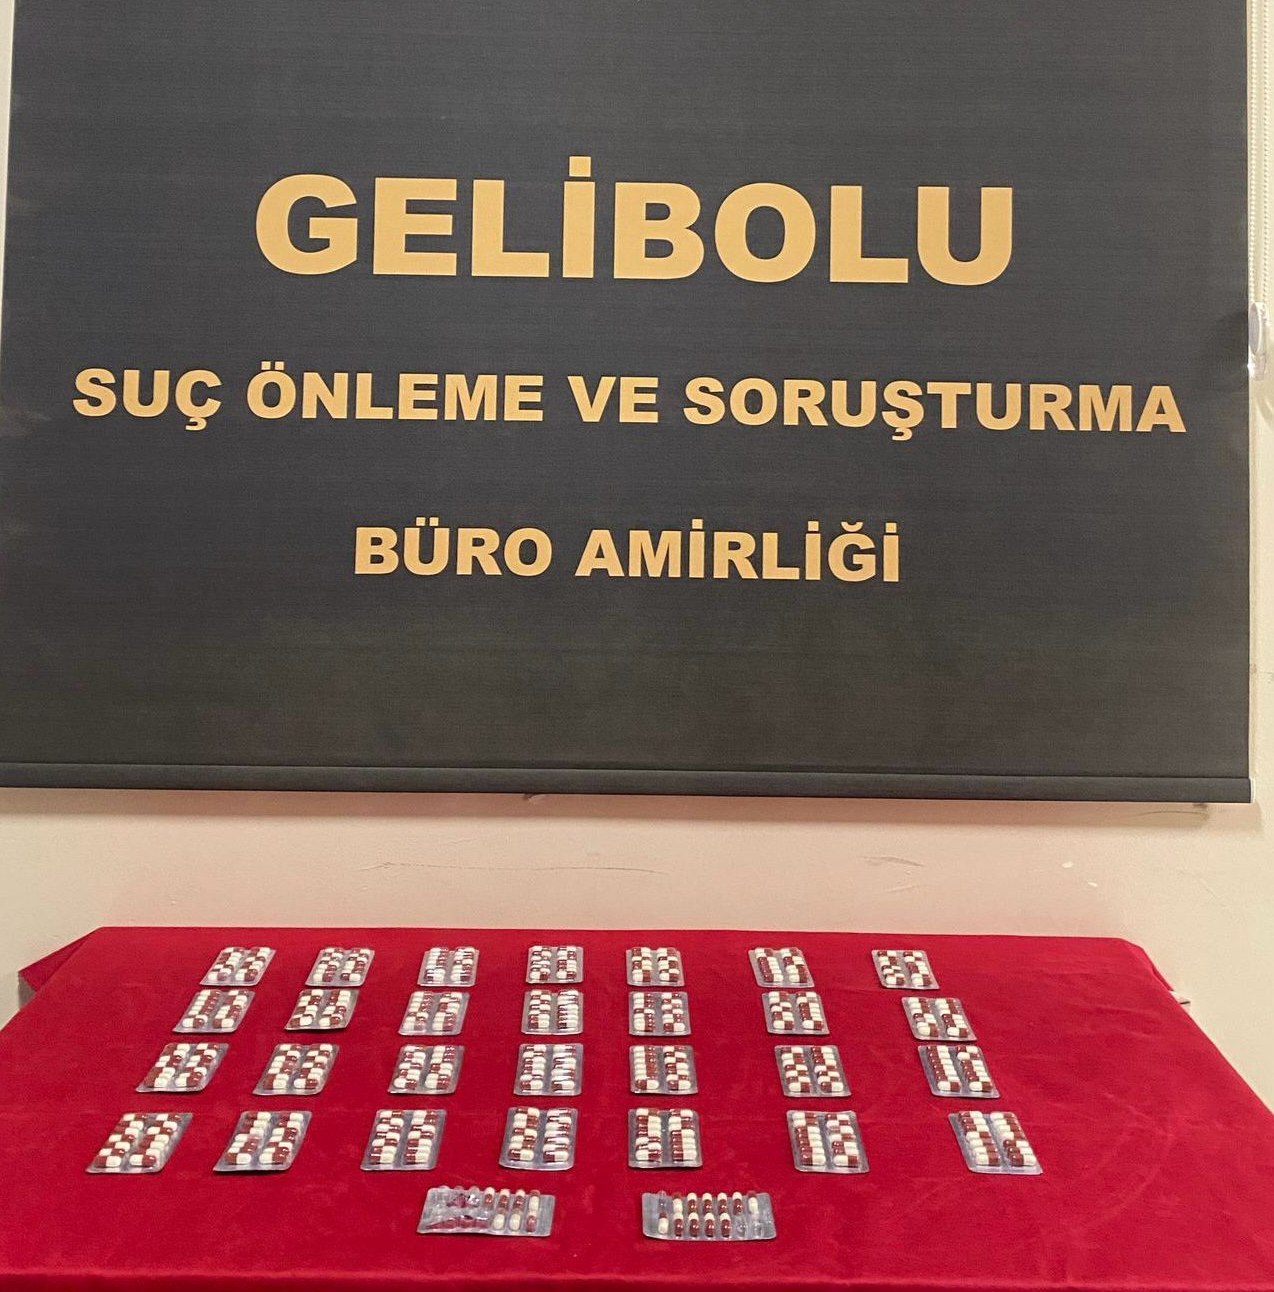 GELİBOLU
SUÇ ÖNLEME VE SORUŞTURMA
BÜRO AMİRLİĞİ